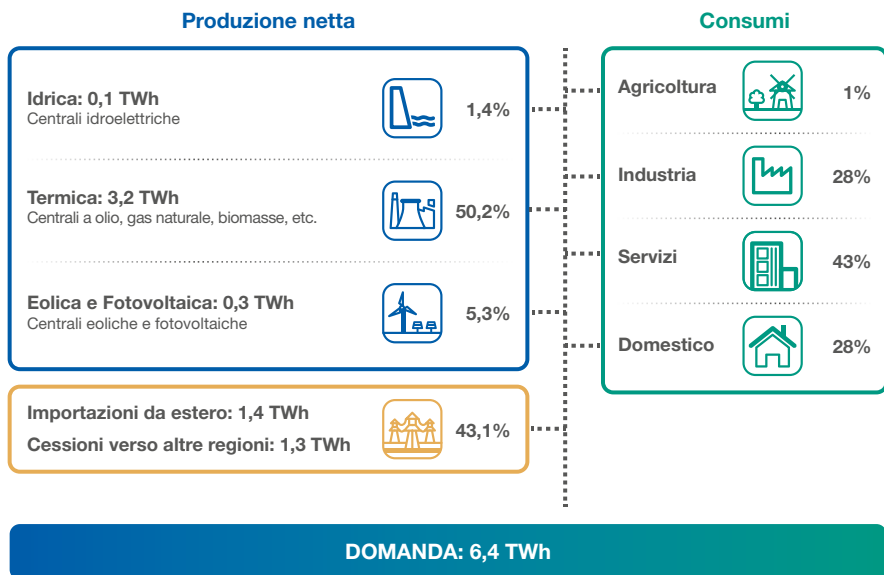 Produzione netta
Idrica: 0,1 TWh
Centrali idroelettriche
1,4%
Termica: 3,2 TWh
Centrali a olio, gas naturale, biomasse, etc.
50,2%
Eolica e Fotovoltaica: 0,3 TWh
Centrali eoliche e fotovoltaiche
5,3%
Importazioni da estero: 1,4 TWh
Cessioni verso altre regioni: 1,3 TWh
43,1%
Consumi
Agricoltura
1%
Industria
28%
Servizi
43%
Domestico
28%
DOMANDA: 6,4 TWh